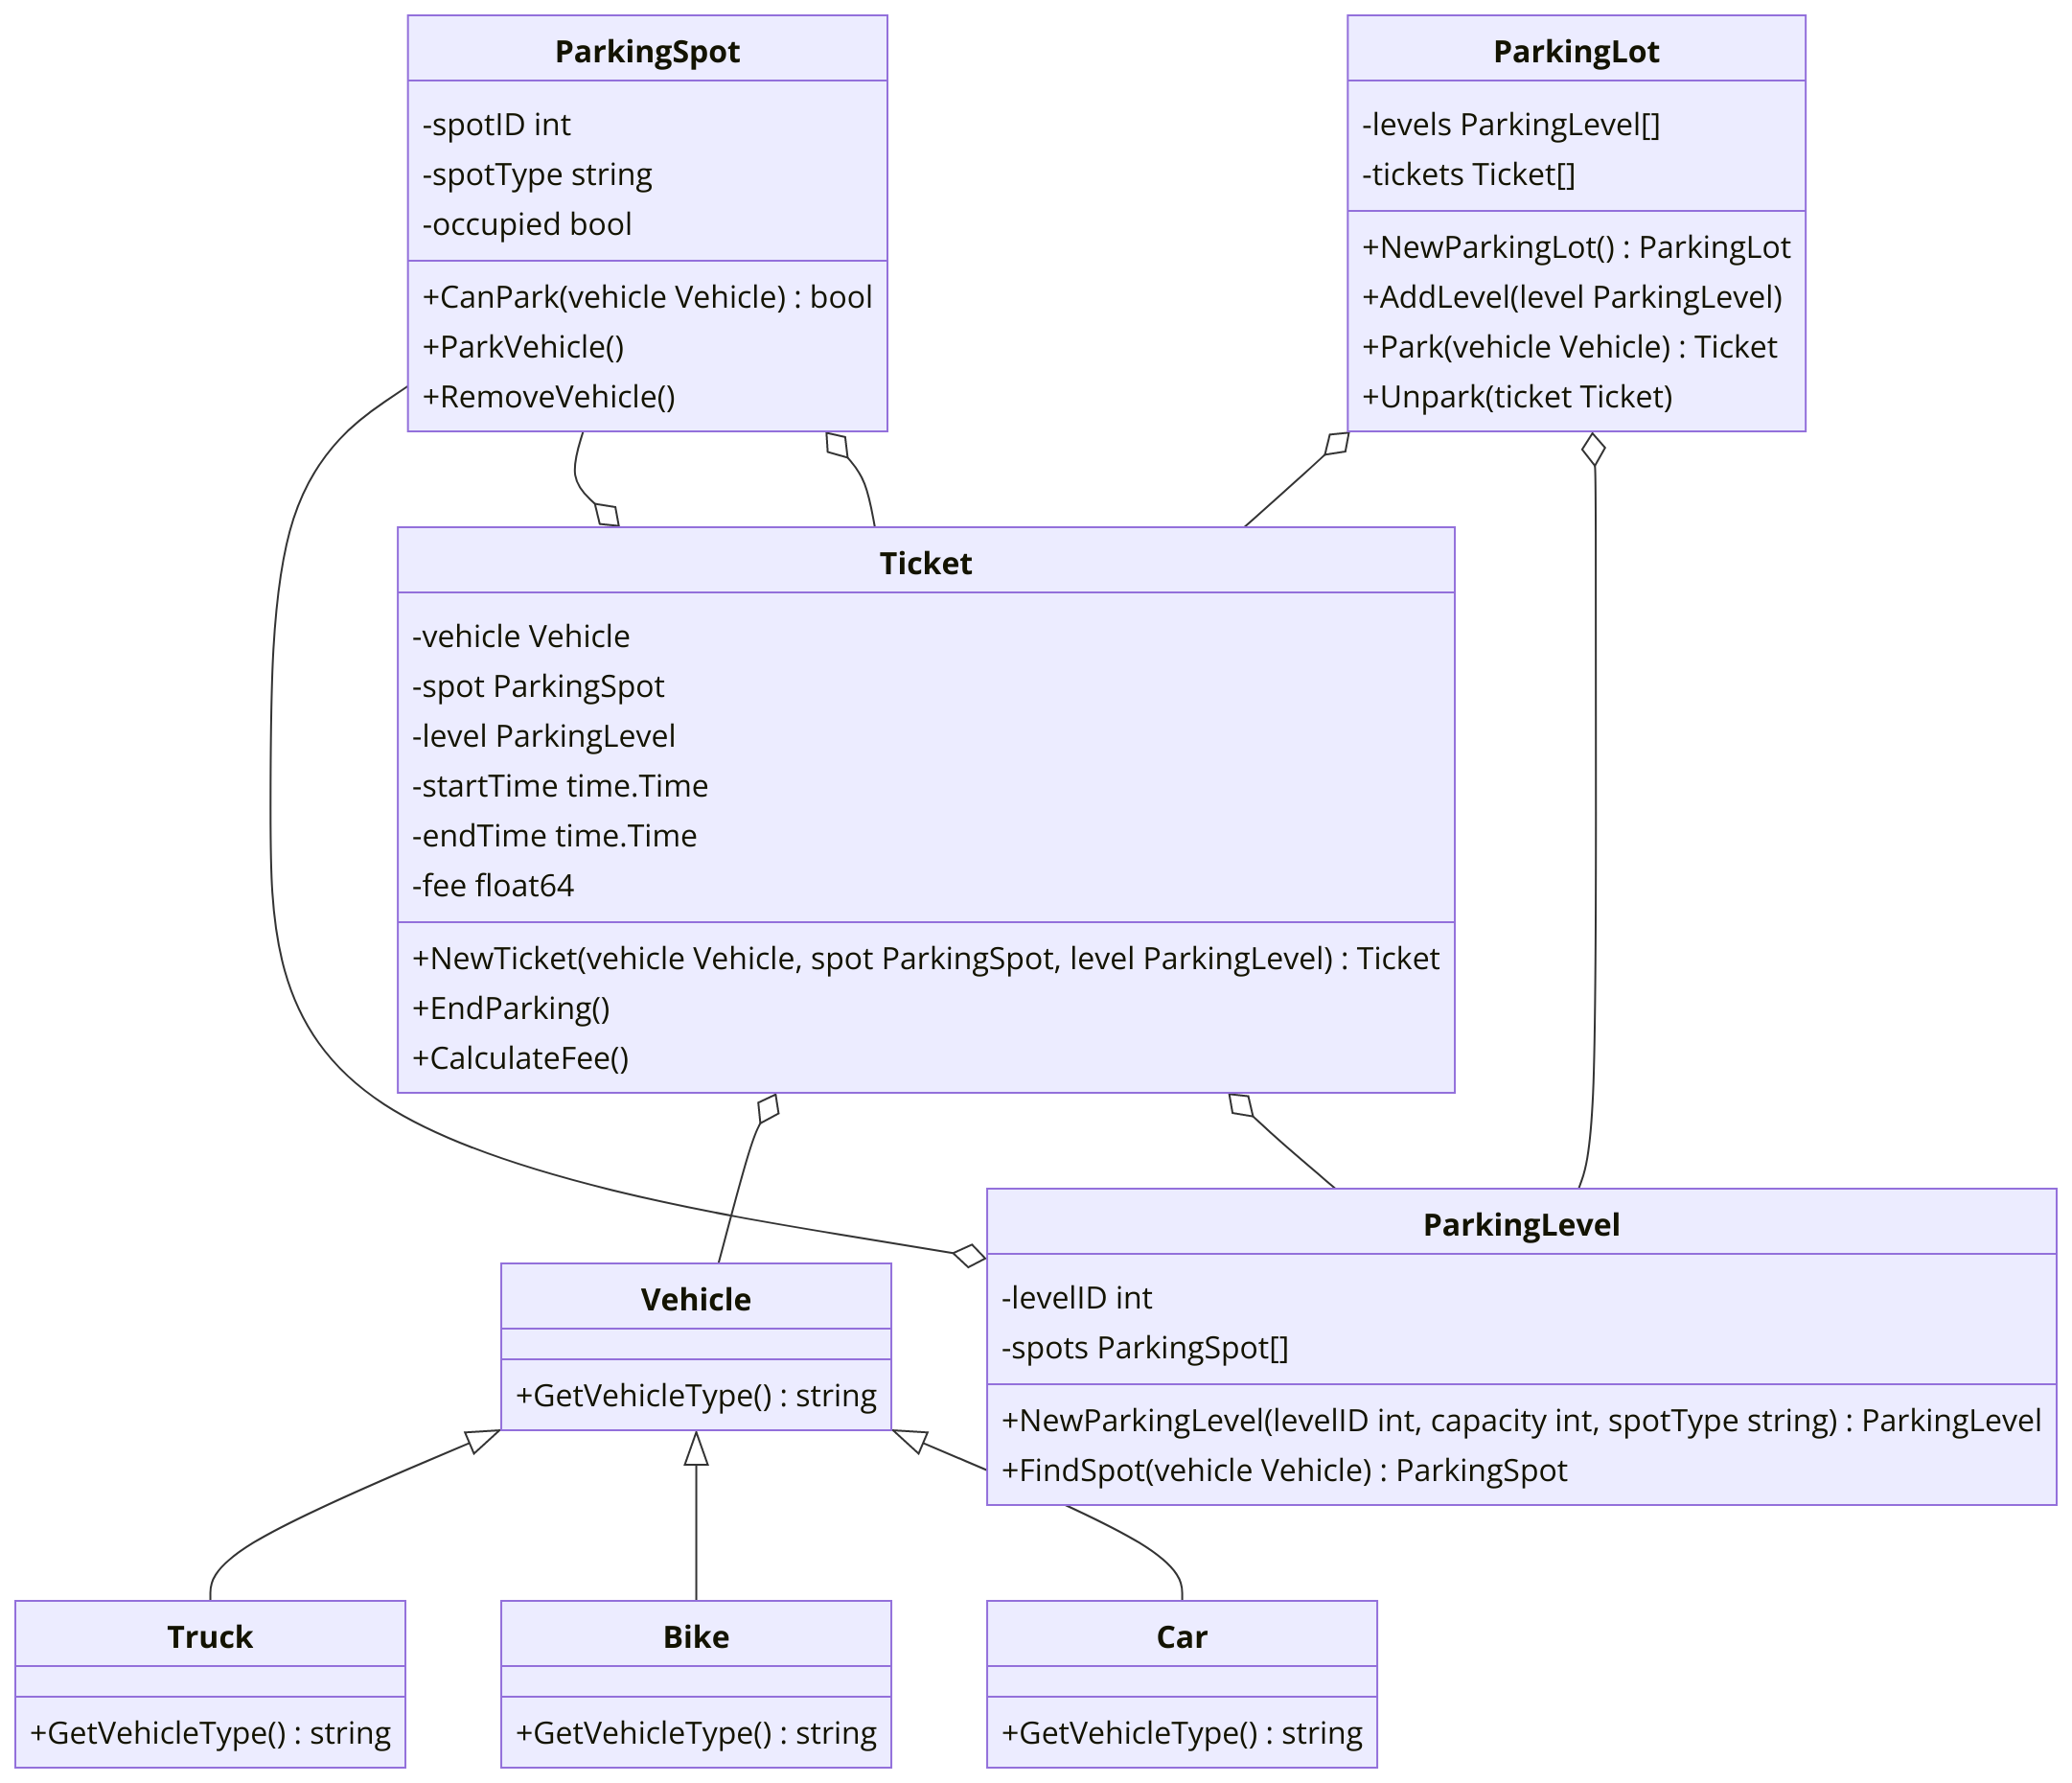 ParkingSpot
-spotID int
-spotType string
-occupied bool
+CanPark(vehicle Vehicle) : bool
+ParkVehicle()
+RemoveVehicle()
ParkingLot
-levels ParkingLevel[]
-tickets Ticket[]
+NewParkingLot() : ParkingLot
+AddLevel(level ParkingLevel)
+Park(vehicle Vehicle) : Ticket
+Unpark(ticket Ticket)
Ticket
-vehicle Vehicle
-spot ParkingSpot
-level ParkingLevel
-startTime time.Time
-endTime time.Time
-fee float64
+NewTicket(vehicle Vehicle, spot ParkingSpot, level ParkingLevel) : Ticket
+EndParking()
+CalculateFee()
Vehicle
+GetVehicleType() : string
ParkingLevel
-levelID int
-spots ParkingSpot[]
+NewParkingLevel(levelID int, capacity int, spotType string) : ParkingLevel
+FindSpot(vehicle Vehicle) : ParkingSpot
Truck
+GetVehicleType() : string
Bike
+GetVehicleType() : string
Car
+GetVehicleType() : string